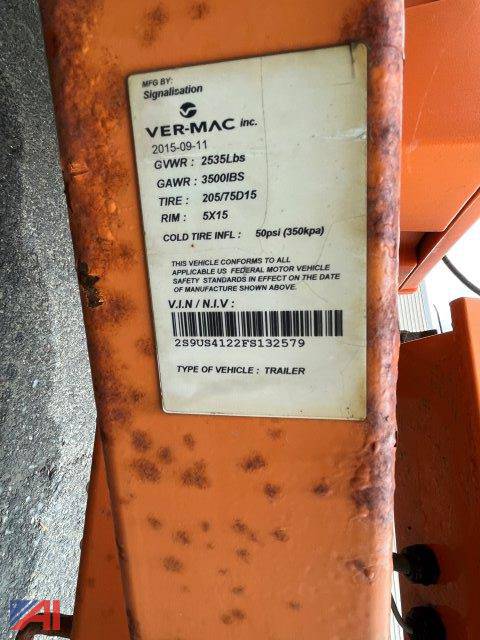 MFG BY:
Signalisation
VER-MAC inc.
2015-09-11
GVWR : 2535Lbs
GAWR : 3500IBS
TIRE : 205/75D15
RIM : 5X15
COLD TIRE INFL : 50psi (350kpa)
THIS VEHICLE CONFORMS TO ALL
APPLICABLE US FEDERAL MOTOR VEHICLE
SAFETY STANDARDS IN EFFECT ON THE DATE
OF MANUFACTURE SHOWN ABOVE.
V.I.N / N.I.V :
2S9US4122FS132579
TYPE OF VEHICLE : TRAILER
AI